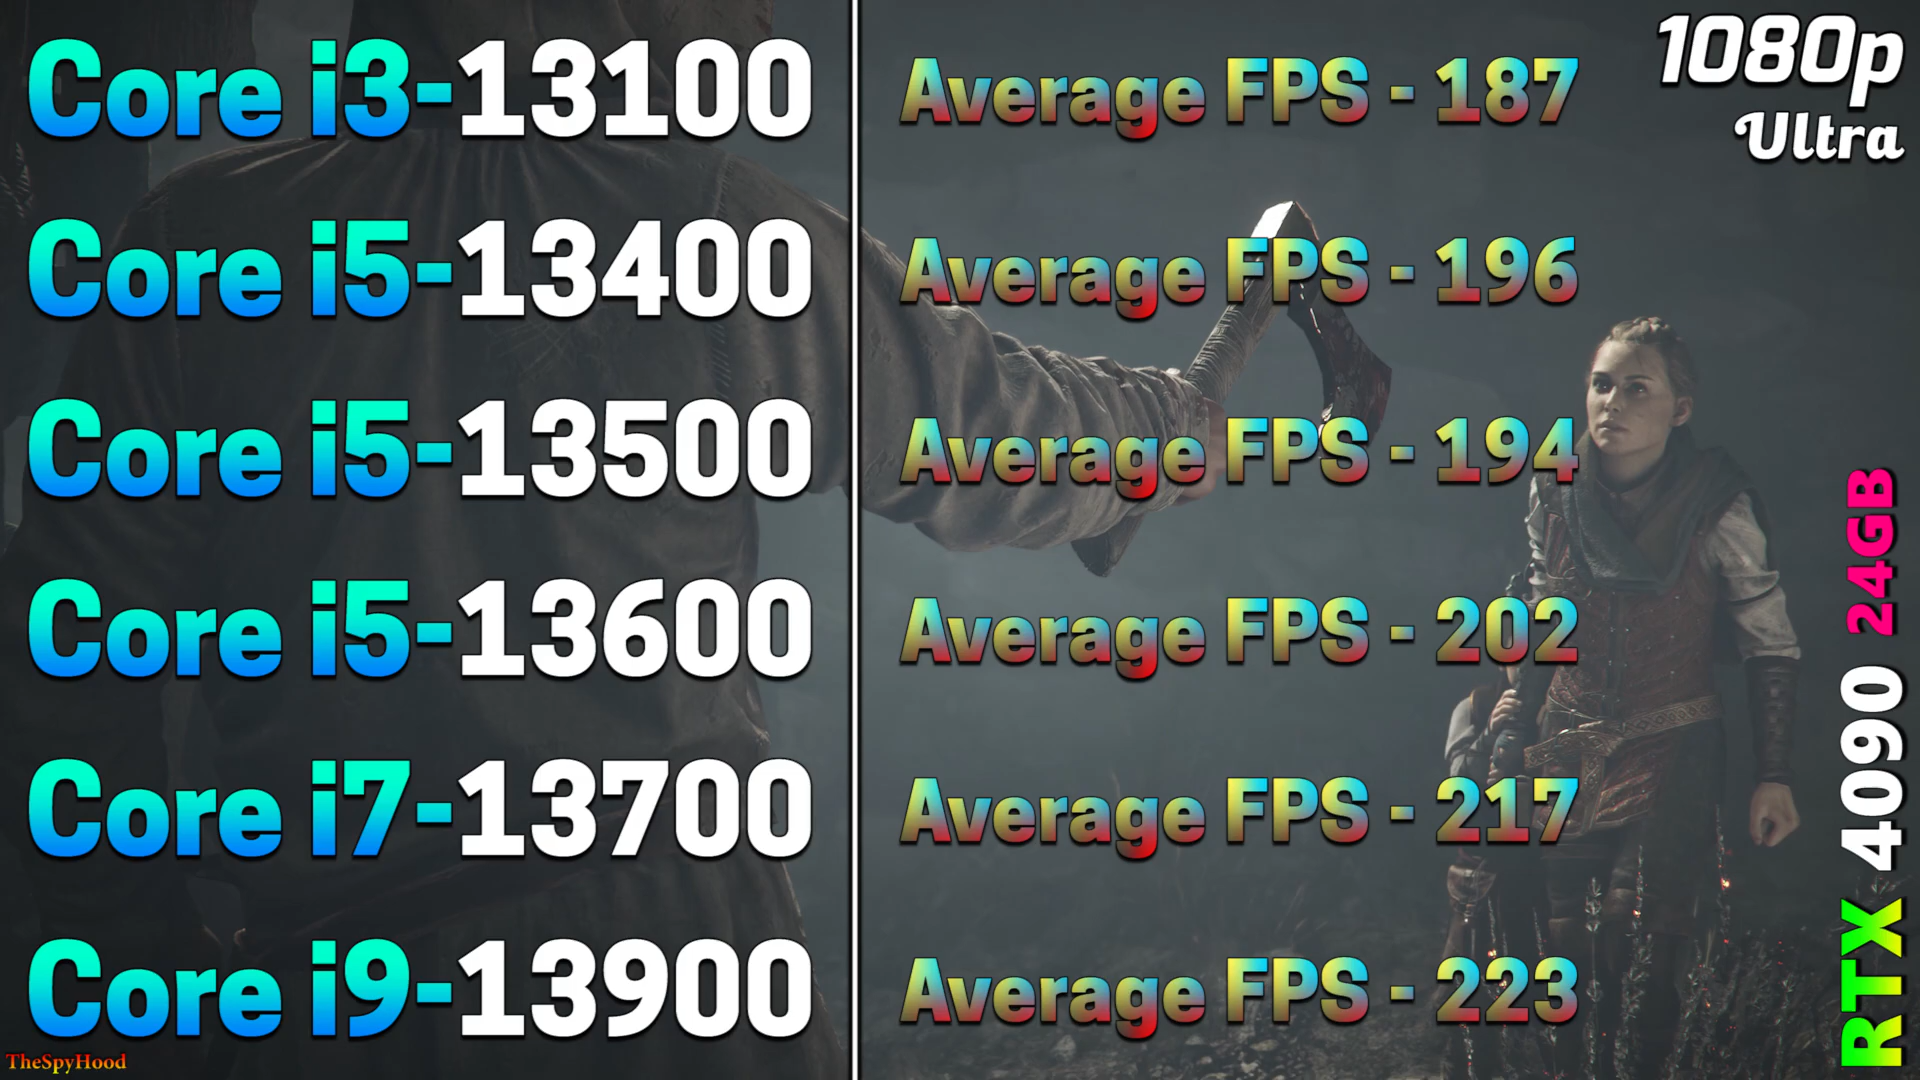 Core i3-13100 Average FPS - 187
1080p
Ultra
Core i5-13400 Average FPS - 196
Core i5-13500 Average FPS - 194
Core i5-13600 Average FPS - 202
Core i7-13700 Average FPS - 217
Core i9-13900 Average FPS - 223
RTX 4090 24GB
TheSpyHood